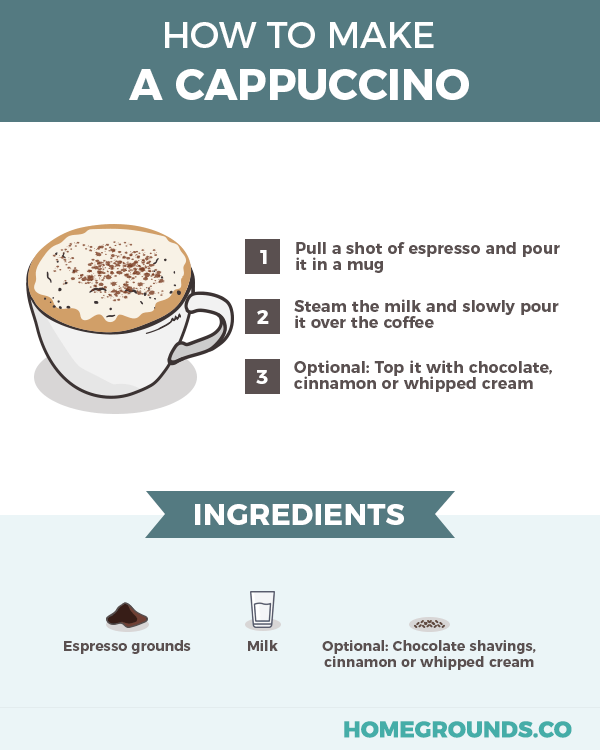 HOW TO MAKE
A CAPPUCCINO
1
Pull a shot of espresso and pour
it in a mug
2
Steam the milk and slowly pour
it over the coffee
3
Optional: Top it with chocolate,
cinnamon or whipped cream
INGREDIENTS
Espresso grounds
Milk
Optional: Chocolate shavings,
cinnamon or whipped cream
HOMEGROUNDS.CO